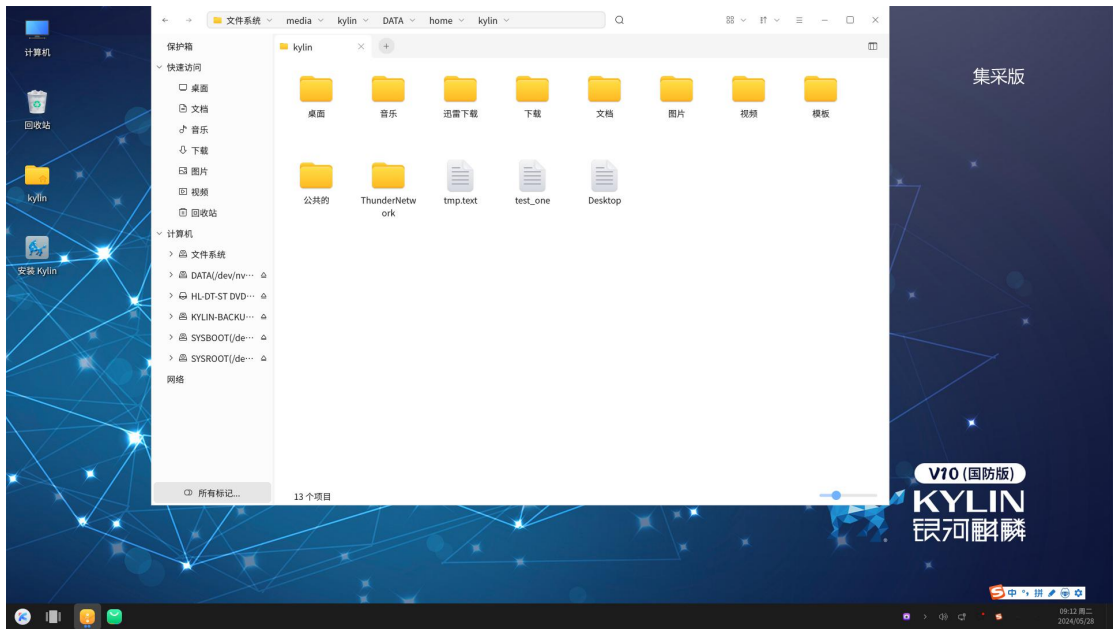 计算机
回收站
kylin
安装 Kylin
文件系统 media kylin DATA home kylin
保护箱
快速访问
桌面
文档
音乐
下载
图片
视频
回收站
计算机
文件系统
DATA(/dev/nv···
HL-DT-ST DVD···
KYLIN-BACKU···
SYSBOOT(/de···
SYSROOT(/de···
网络
所有标记...
kylin
桌面 音乐 迅雷下载 下载 文档 图片 视频 模板
公共的 ThunderNetw tmp.text test_one Desktop
ork
13 个项目
集采版
V10 (国防版)
KYLIN
银河麒麟
中 拼
09:12 周二
2024/05/28